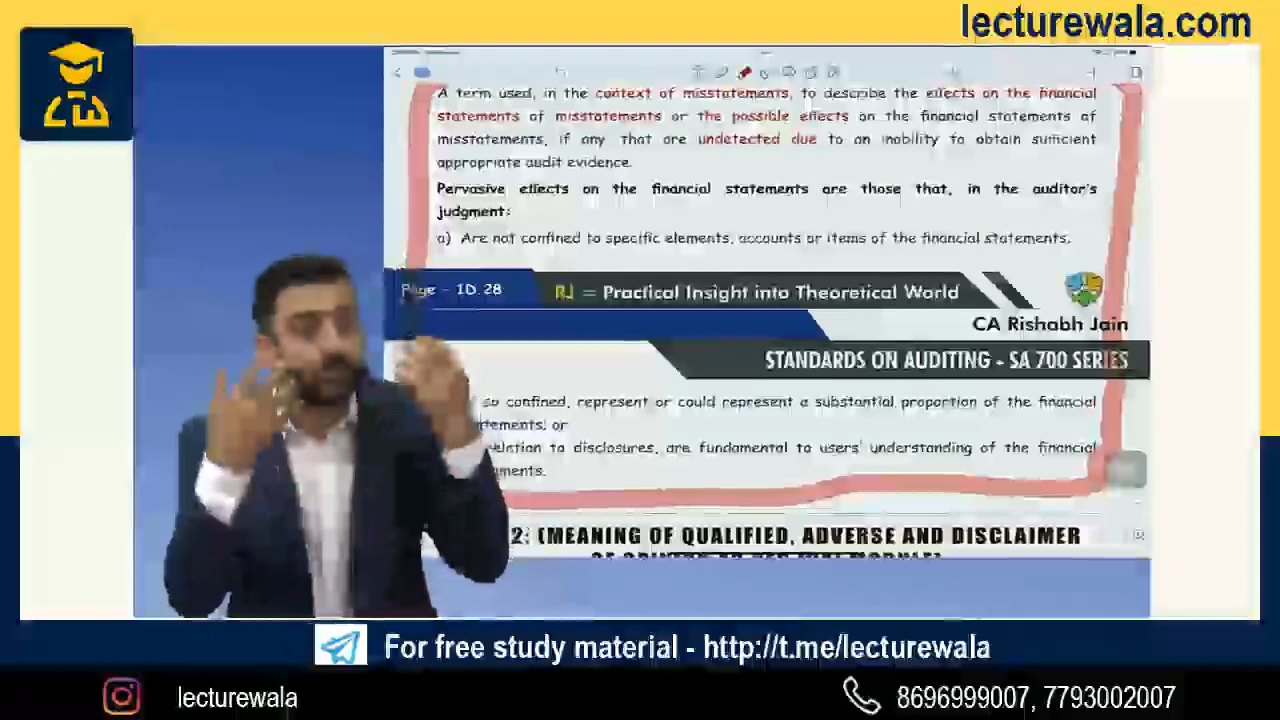 lecturewala.com
A term used, in the context of misstatements, to describe the effects on the financial
statements of misstatements or the possible effects on the financial statements of
misstatements, if any that are undetected due to an inability to obtain sufficient
appropriate audit evidence.
Pervasive effects on the financial statements are those that, in the auditor's
judgment:
a) Are not confined to specific elements, accounts or items of the financial statements.
Page - 1D.28
RJ = Practical Insight into Theoretical World
CA Rishabh Jain
STANDARDS ON AUDITING - SA 700 SERIES
so confined, represent or could represent a substantial proportion of the financial
tements; or
relation to disclosures, are fundamental to users' understanding of the financial
ments.
2: (MEANING OF QUALIFIED, ADVERSE AND DISCLAIMER
For free study material - http://t.me/lecturewala
lecturewala
8696999007, 7793002007